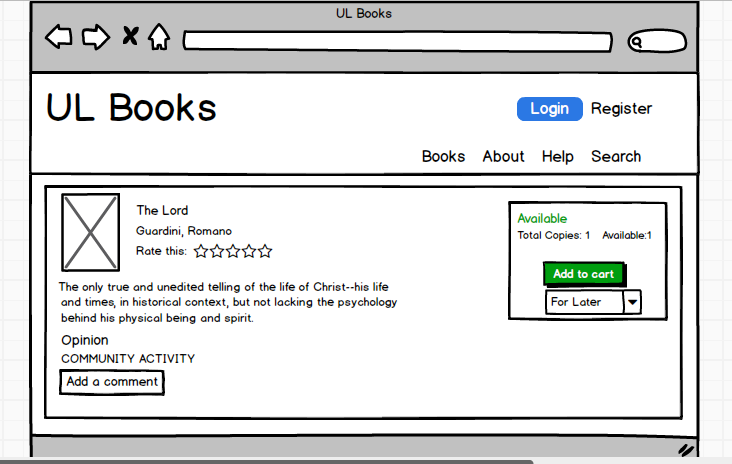 UL Books
UL Books
Login Register
Books About Help Search
The Lord
Guardini, Romano
Rate this:
Available
Total Copies: 1 Available:1
Add to cart
For Later
The only true and unedited telling of the life of Christ--his life
and times, in historical context, but not lacking the psychology
behind his physical being and spirit.
Opinion
COMMUNITY ACTIVITY
Add a comment